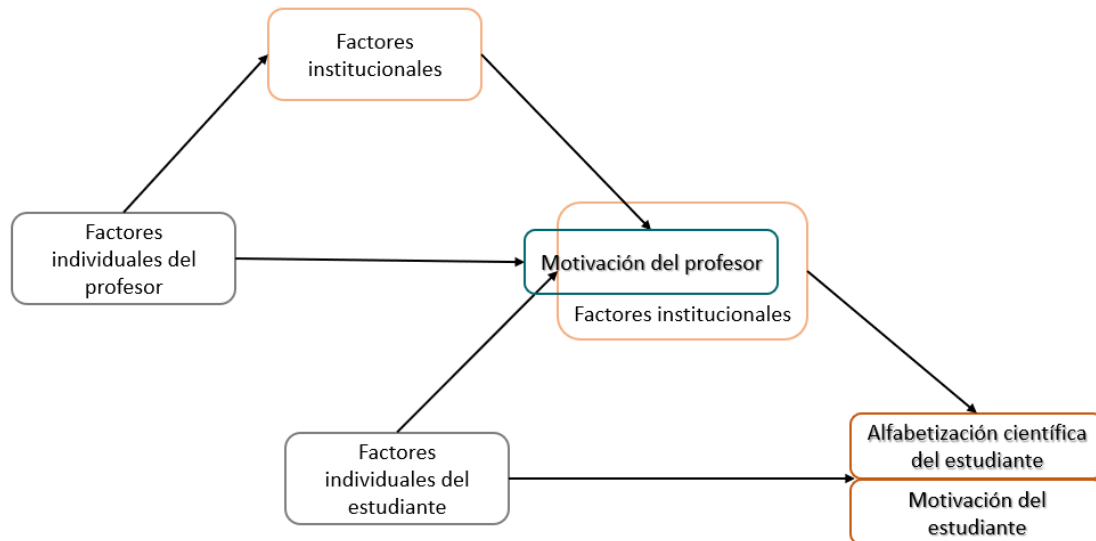 Factores
institucionales
Factores
individuales del
profesor
Motivación del profesor
Factores institucionales
Factores
individuales del
estudiante
Alfabetización científica
del estudiante
Motivación del
estudiante